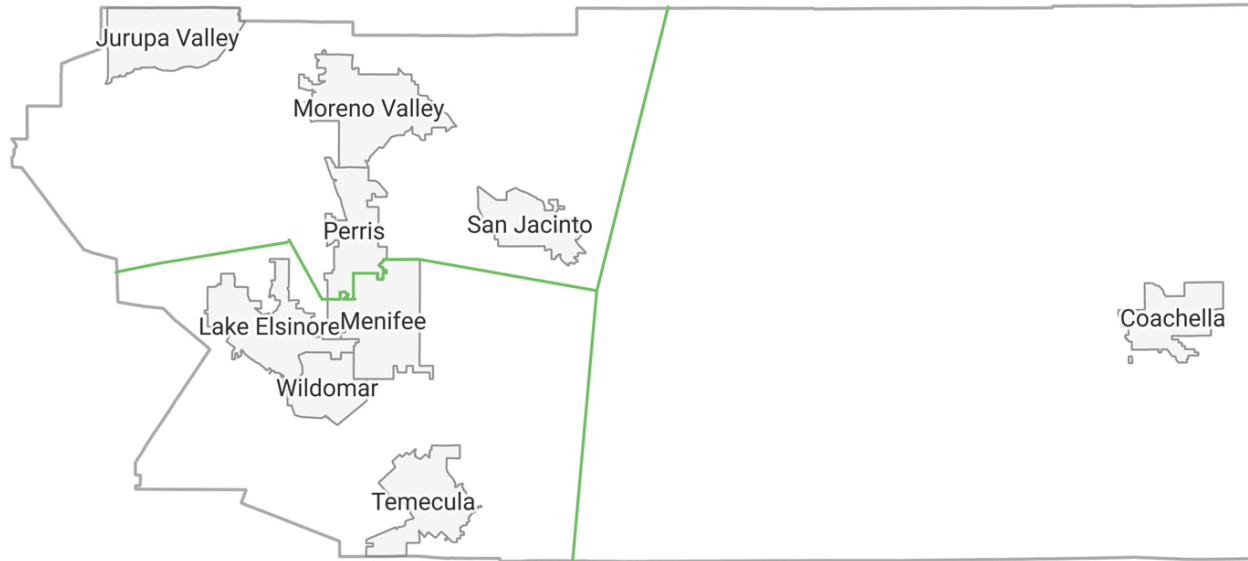 Jurupa Valley
Moreno Valley
San Jacinto
Perris
Coachella
Lake Elsinore
Menifee
Wildomar
Temecula